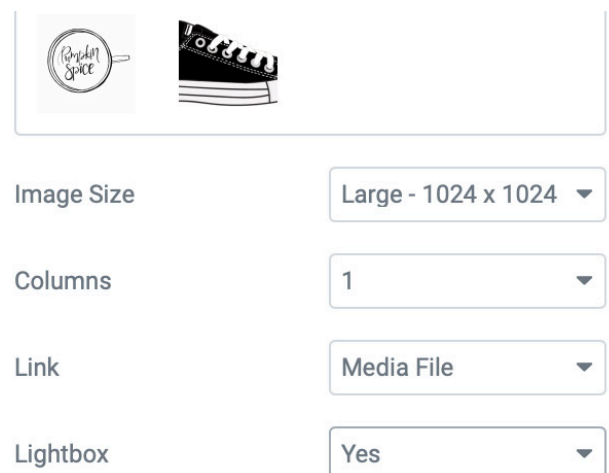 Pumpkin
Spice
Image Size Large - 1024 x 1024
Columns 1
Link Media File
Lightbox Yes